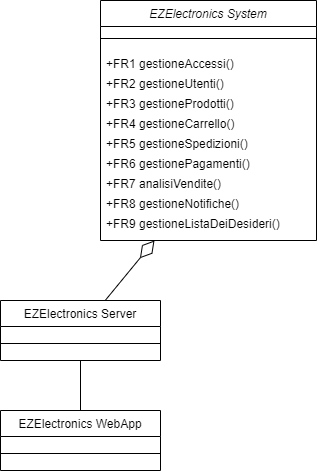 EZElectronics System
+FR1 gestioneAccessi()
+FR2 gestioneUtenti()
+FR3 gestioneProdotti()
+FR4 gestioneCarrello()
+FR5 gestioneSpedizioni()
+FR6 gestionePagamenti()
+FR7 analisiVendite()
+FR8 gestioneNotifiche()
+FR9 gestioneListaDeiDesideri()
EZElectronics Server
EZElectronics WebApp